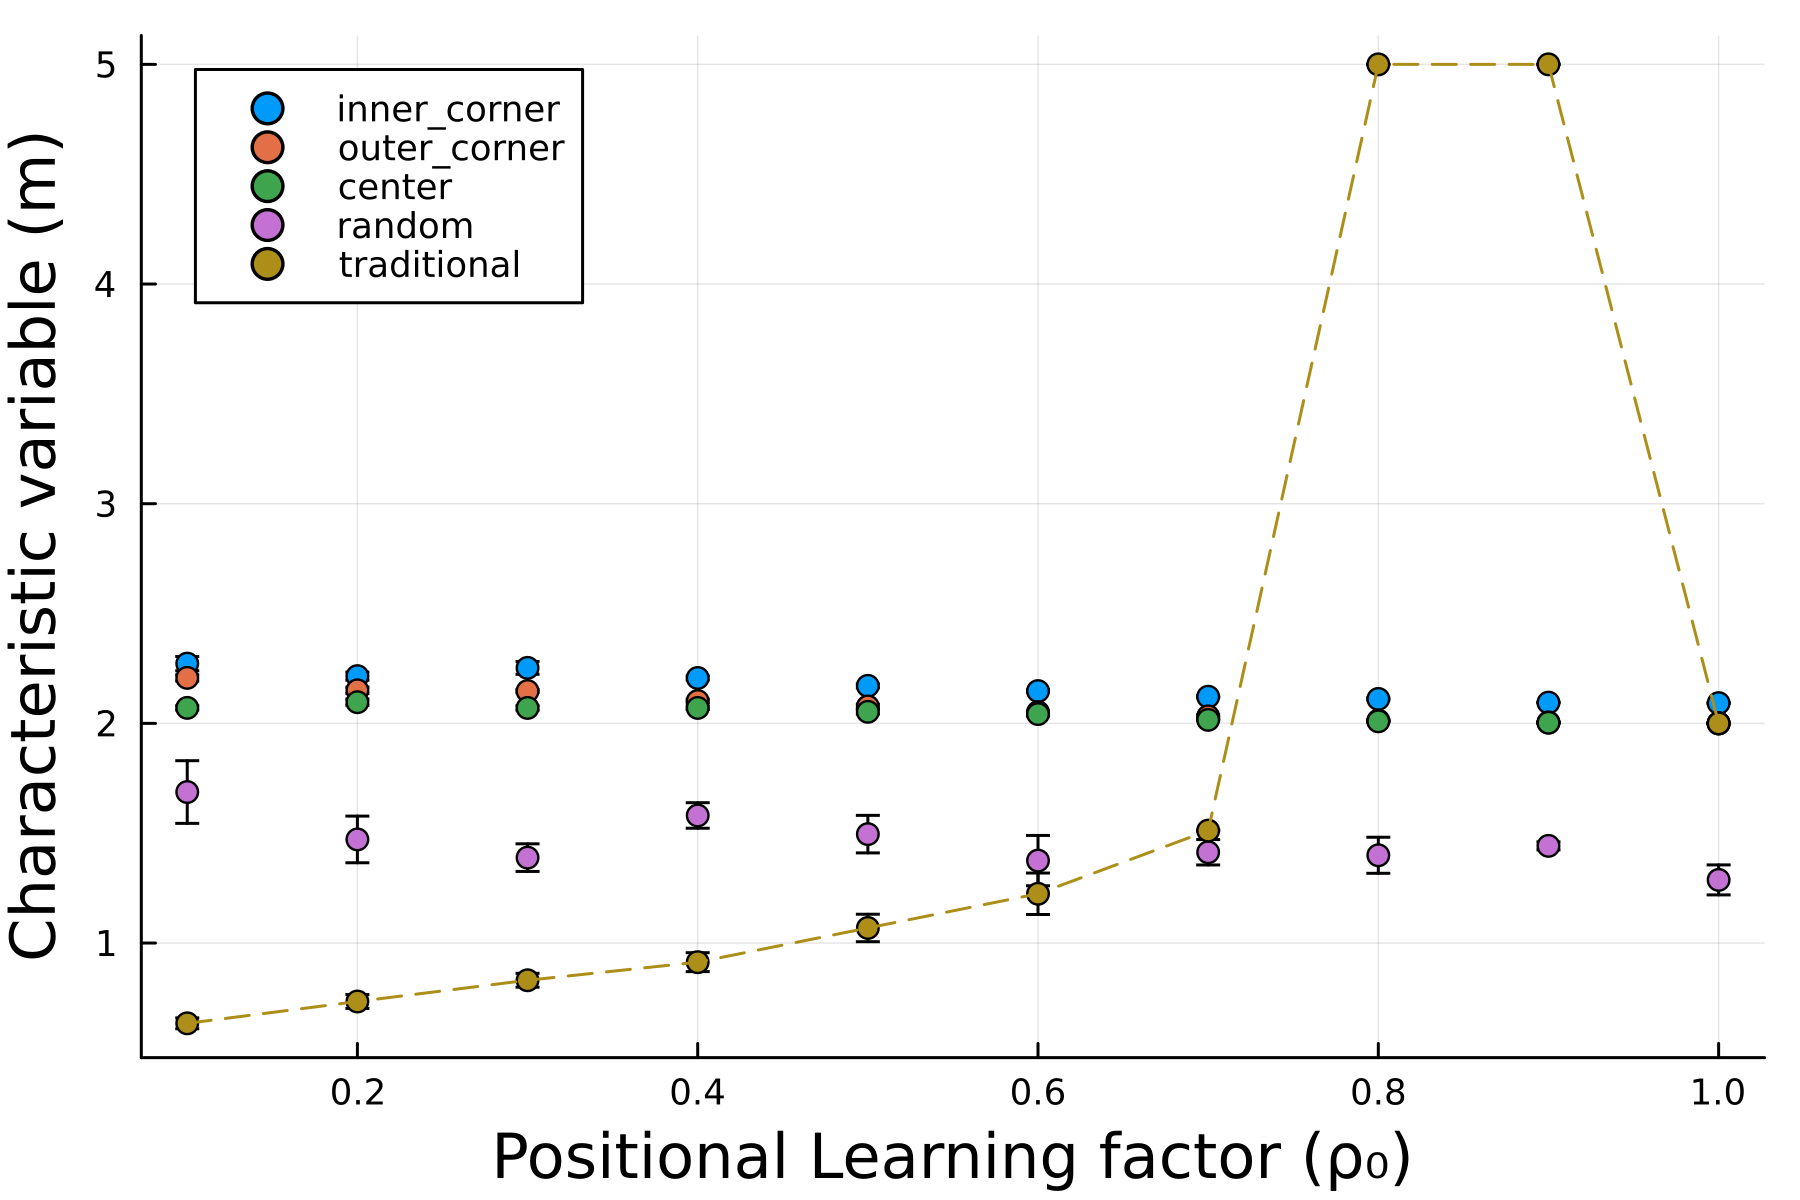 Characteristic variable (m)
5
4
3
2
1
inner_corner
outer_corner
center
random
traditional
0.2 0.4 0.6 0.8 1.0
Positional Learning factor (ρ₀)